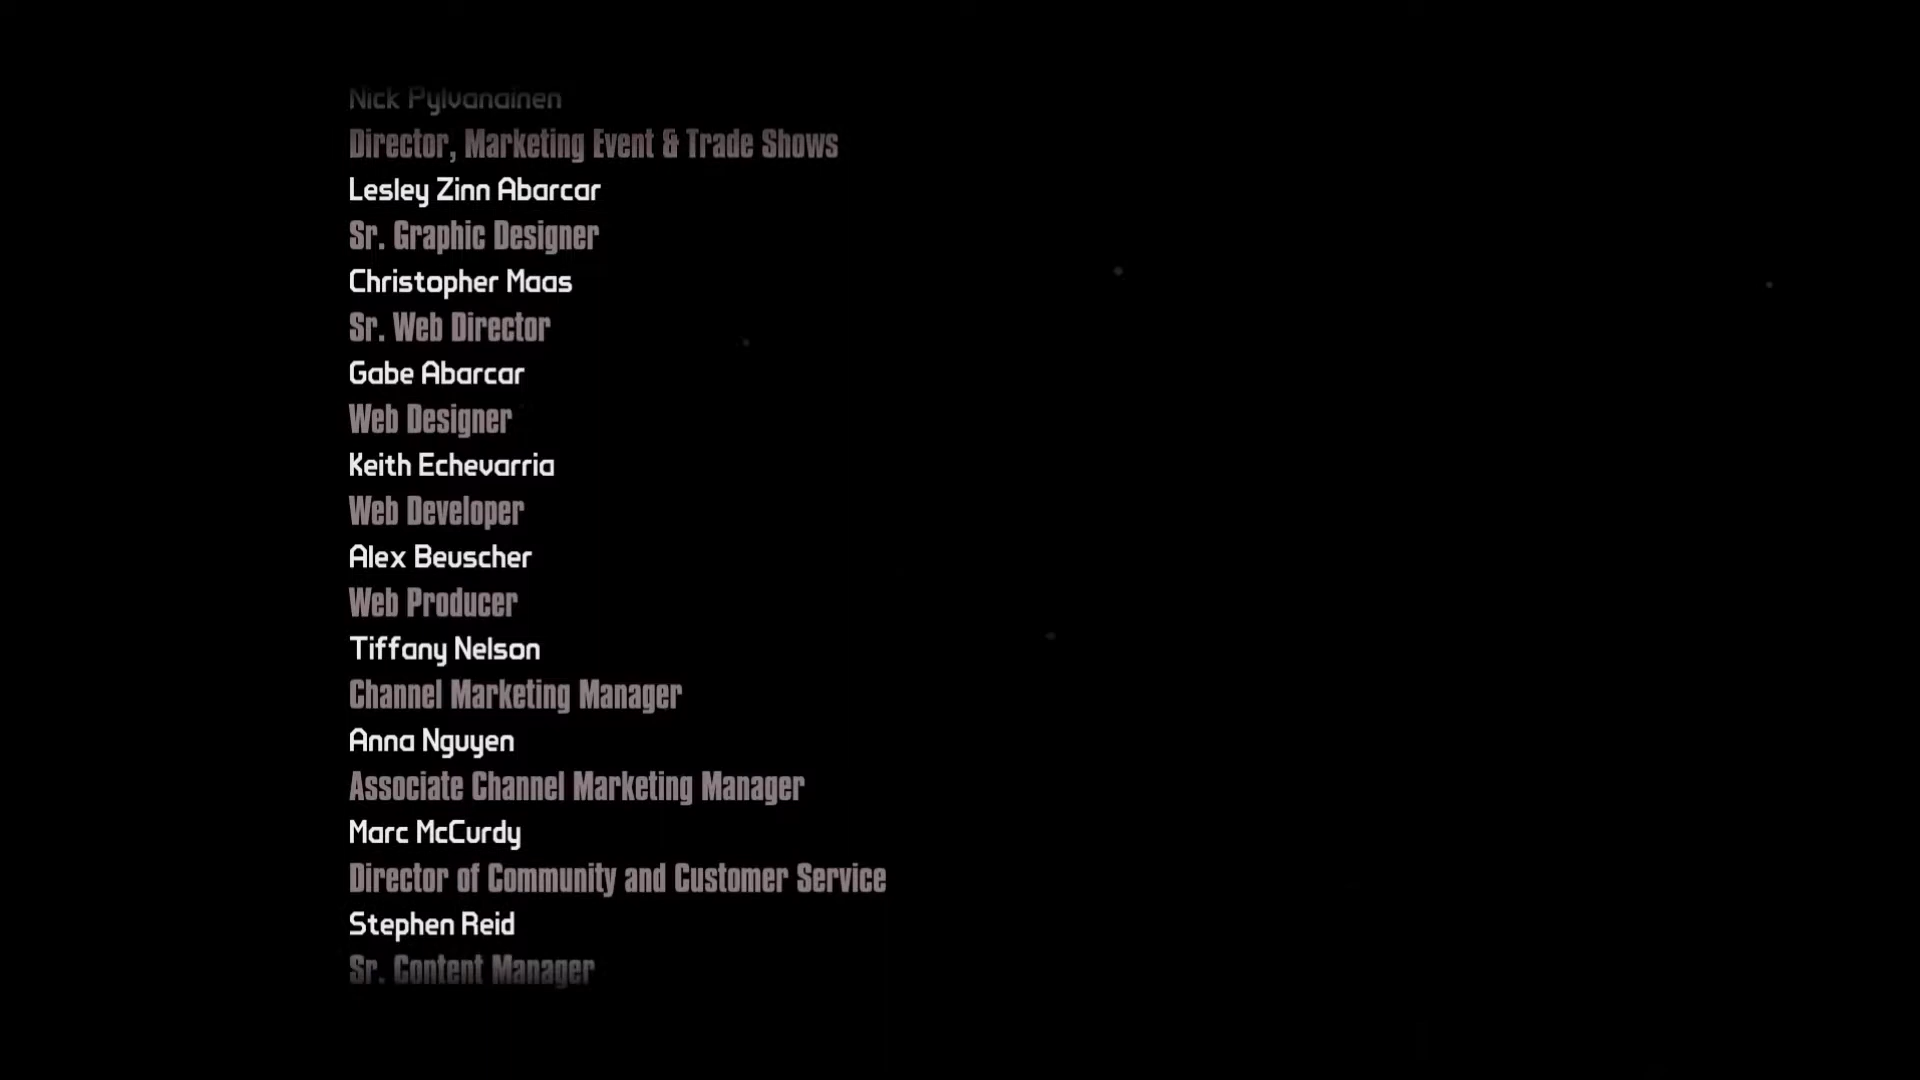 Nick Pylvanainen
Director, Marketing Event & Trade Shows
Lesley Zinn Abarcar
Sr. Graphic Designer
Christopher Maas
Sr. Web Director
Gabe Abarcar
Web Designer
Keith Echevarria
Web Developer
Alex Beuscher
Web Producer
Tiffany Nelson
Channel Marketing Manager
Anna Nguyen
Associate Channel Marketing Manager
Marc McCurdy
Director of Community and Customer Service
Stephen Reid
Sr. Content Manager